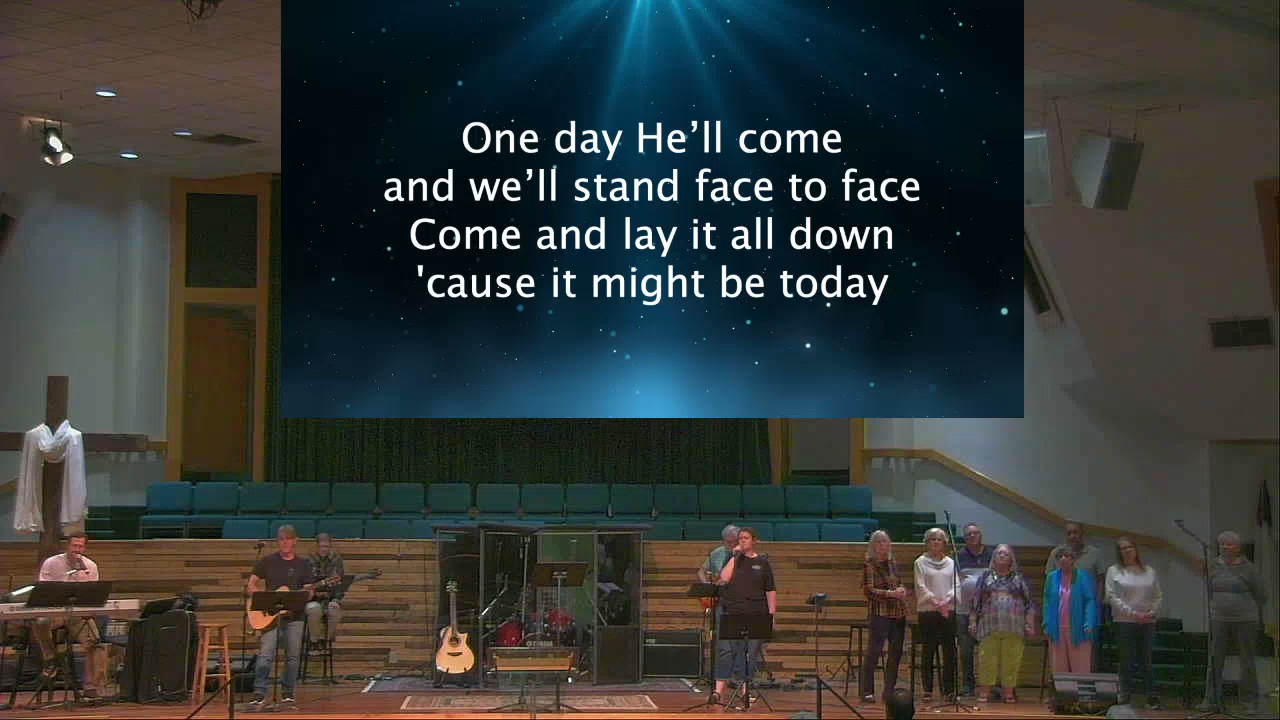 One day He’ll come
and we’ll stand face to face
Come and lay it all down
'cause it might be today